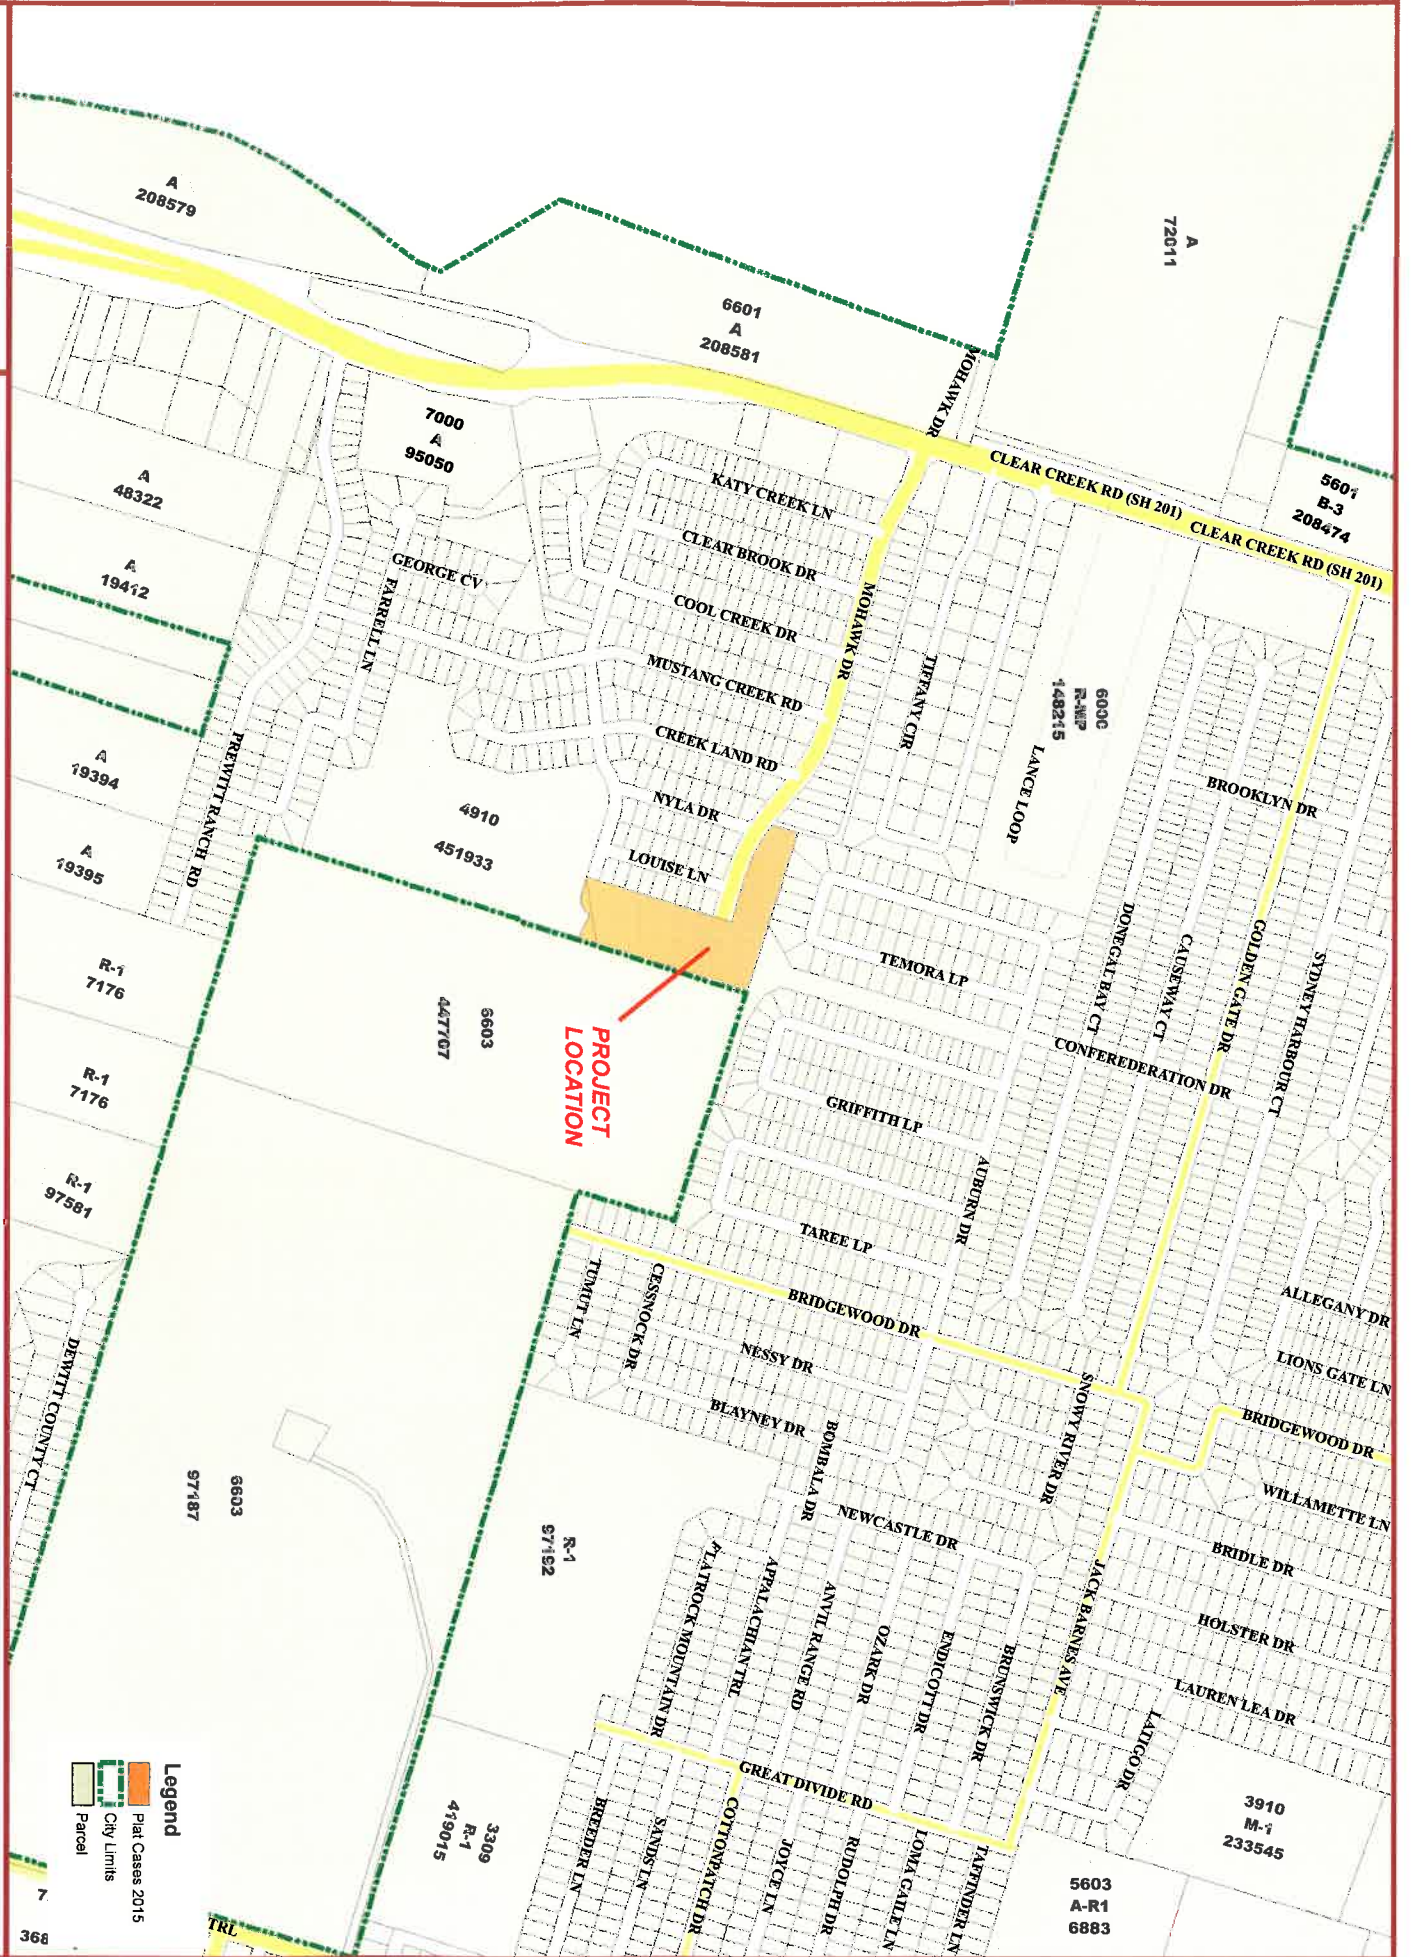 A
72011
5601
B-3
208474
A
208579
6601
A
208581
MOHAWK DR
CLEAR CREEK RD (SH 201)
CLEAR CREEK RD (SH 201)
7000
A
95050
KATY CREEK LN
CLEAR BROOK DR
COOL CREEK DR
MUSTANG CREEK RD
CREEK LAND RD
NYLA DR
LOUISE LN
MOHAWK DR
TIFFANY CIR
6000
R-MP
148215
LANCE LOOP
BROOKLYN DR
GOLDEN GATE DR
SYDNEY HARBOUR CT
CAUSEWAY CT
DONEGAL BAY CT
CONFEREDERATION DR
A
48322
A
19412
GEORGE CV
FARRELL LN
PREWITT RANCH RD
A
19394
A
19395
4910
451933
TEMORA LP
GRIFFITH LP
TAREE LP
AUBURN DR
R-1
7176
R-1
7176
R-1
97581
6603
447707
PROJECT
LOCATION
ALLEGANY DR
LIONS GATE LN
BRIDGEWOOD DR
WILLAMETTE LN
BRIDLE DR
HOLSTER DR
LAUREN LEA DR
LATIGO DR
TUMUT LN
CESSNOCK DR
BRIDGEWOOD DR
NESSY DR
BLAYNEY DR
BOMBALA DR
SNOWY RIVER DR
NEWCASTLE DR
JACK BARNES AVE
DEWITT COUNTY CT
6603
97187
R-1
97192
FLATROCK MOUNTAIN DR
APPALACHIAN TRL
ANVIL RANGE RD
OZARK DR
ENDICOTT DR
BRUNSWICK DR
GREAT DIVIDE RD
3309
R-1
419015
BREEDER LN
SANDS LN
COTTONPATCH DR
JOYCE LN
RUDOLPH DR
LOMA GAILE LN
TAFFINDER LN
3910
M-1
233545
5603
A-R1
6883
Legend
Plat Cases 2015
City Limits
Parcel
TRL
7
368